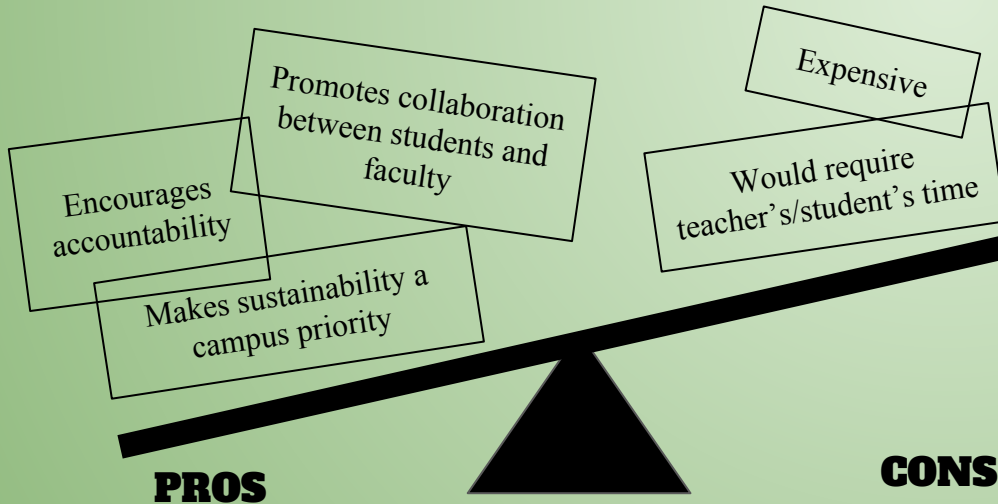 Encourages
accountability
Promotes collaboration
between students and
faculty
Makes sustainability a
campus priority
Expensive
Would require
teacher’s/student’s time
PROS
CONS